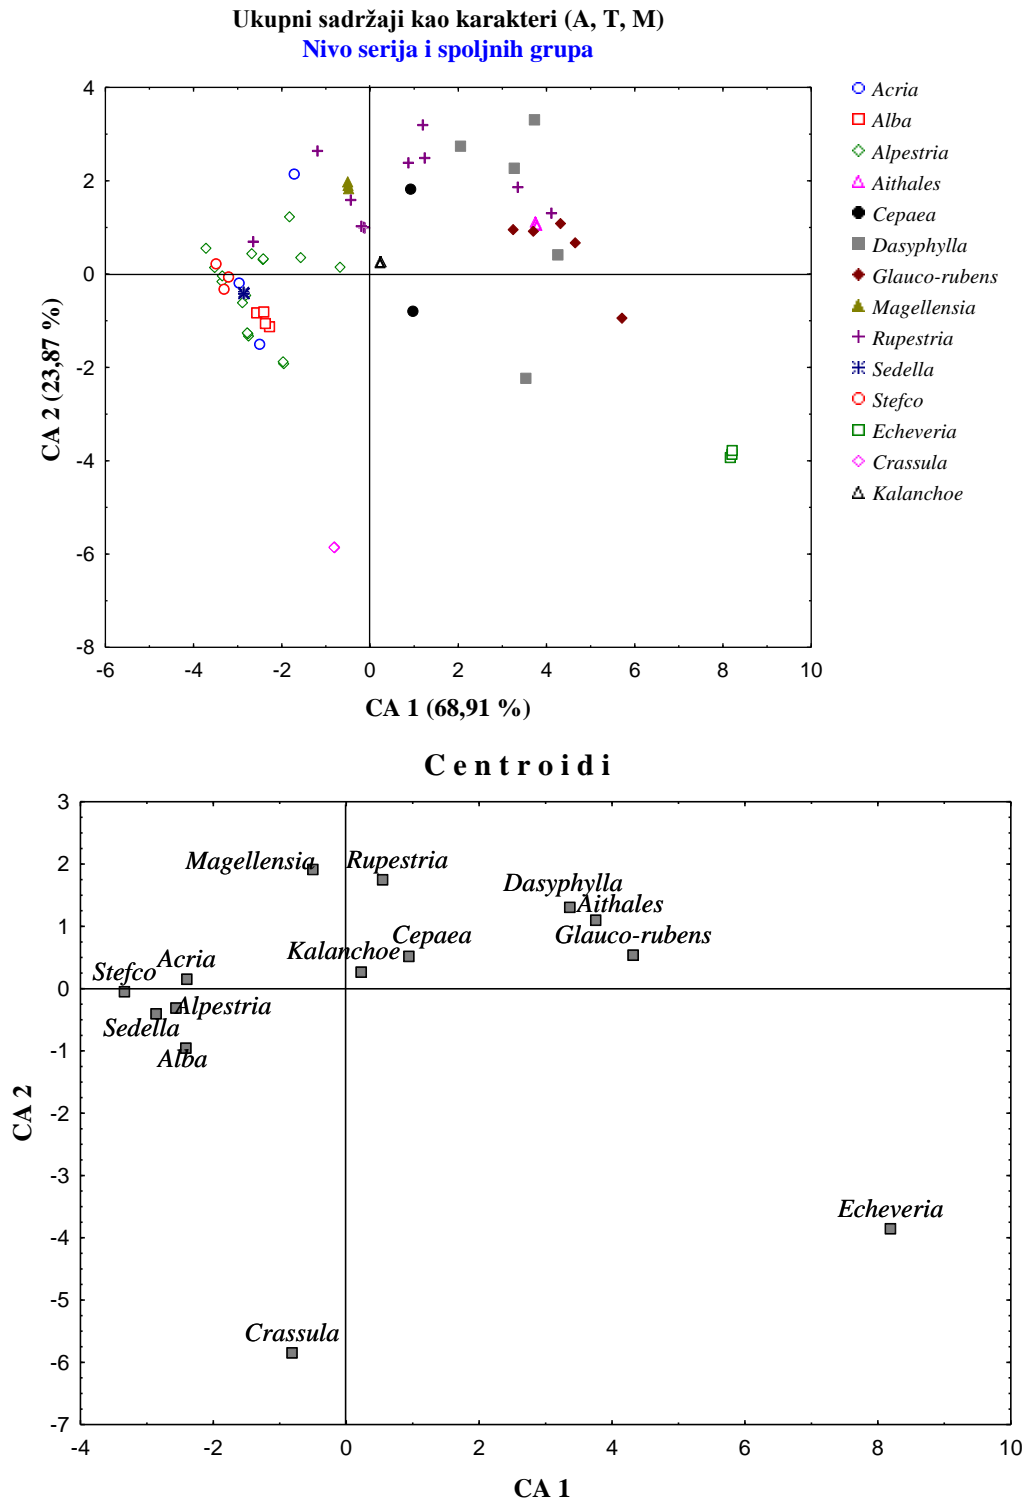 Ukupni sadržaji kao karakteri (A, T, M)
Nivo serija i spoljnih grupa
4
2
0
-2
-4
-6
-8
CA 2 (23,87 %)
-6 -4 -2 0 2 4 6 8 10
CA 1 (68,91 %)
Acria
Alba
Alpestria
Aithales
Cepaea
Dasyphylla
Glauco-rubens
Magellensia
Rupestria
Sedella
Stefco
Echeveria
Crassula
Kalanchoe
Centroidi
3
2
1
0
-1
-2
-3
-4
-5
-6
-7
CA 2
Magellensia
Rupestria
Dasyphylla
Aithales
Glauco-rubens
Cepaea
Kalanchoe
Acria
Stefco
Alpestria
Sedella
Alba
Echeveria
Crassula
-4 -2 0 2 4 6 8 10
CA 1